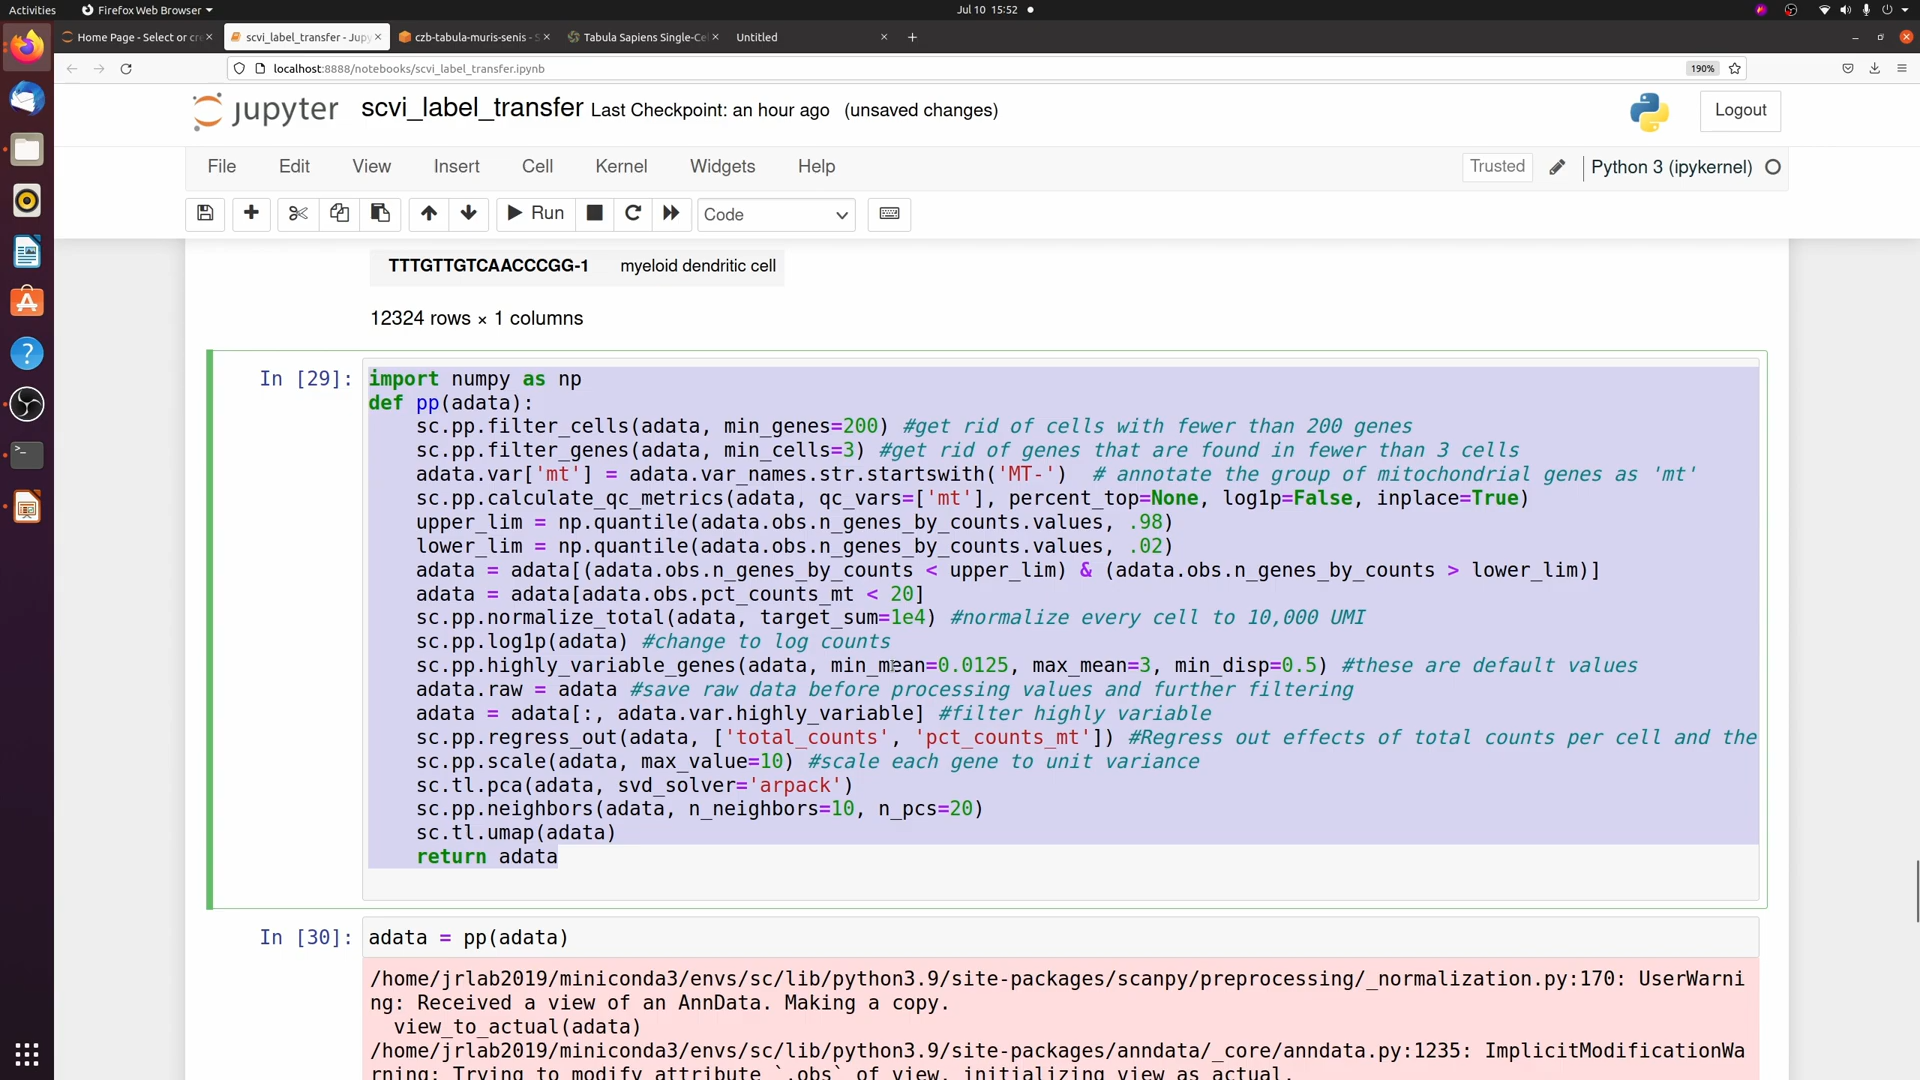 Activities
Firefox Web Browser
Jul 10 15:52
Home Page - Select or cre
scvi_label_transfer - Jupy
czb-tabula-muris-senis - S
Tabula Sapiens Single-Cel
Untitled
localhost:8888/notebooks/scvi_label_transfer.ipynb
190%
jupyter scvi_label_transfer Last Checkpoint: an hour ago (unsaved changes)
Logout
File Edit View Insert Cell Kernel Widgets Help
Trusted
Python 3 (ipykernel)
Run
Code
TTTGTTGTCAACCCGG-1 myeloid dendritic cell
12324 rows × 1 columns
In [29]: import numpy as np
def pp(adata):
sc.pp.filter_cells(adata, min_genes=200) #get rid of cells with fewer than 200 genes
sc.pp.filter_genes(adata, min_cells=3) #get rid of genes that are found in fewer than 3 cells
adata.var['mt'] = adata.var_names.str.startswith('MT-')  # annotate the group of mitochondrial genes as 'mt'
sc.pp.calculate_qc_metrics(adata, qc_vars=['mt'], percent_top=None, log1p=False, inplace=True)
upper_lim = np.quantile(adata.obs.n_genes_by_counts.values, .98)
lower_lim = np.quantile(adata.obs.n_genes_by_counts.values, .02)
adata = adata[(adata.obs.n_genes_by_counts < upper_lim) & (adata.obs.n_genes_by_counts > lower_lim)]
adata = adata[adata.obs.pct_counts_mt < 20]
sc.pp.normalize_total(adata, target_sum=1e4) #normalize every cell to 10,000 UMI
sc.pp.log1p(adata) #change to log counts
sc.pp.highly_variable_genes(adata, min_mean=0.0125, max_mean=3, min_disp=0.5) #these are default values
adata.raw = adata #save raw data before processing values and further filtering
adata = adata[:, adata.var.highly_variable] #filter highly variable
sc.pp.regress_out(adata, ['total_counts', 'pct_counts_mt']) #Regress out effects of total counts per cell and the
sc.pp.scale(adata, max_value=10) #scale each gene to unit variance
sc.tl.pca(adata, svd_solver='arpack')
sc.pp.neighbors(adata, n_neighbors=10, n_pcs=20)
sc.tl.umap(adata)
return adata
In [30]: adata = pp(adata)
/home/jrlab2019/miniconda3/envs/sc/lib/python3.9/site-packages/scanpy/preprocessing/_normalization.py:170: UserWarni
ng: Received a view of an AnnData. Making a copy.
view_to_actual(adata)
/home/jrlab2019/miniconda3/envs/sc/lib/python3.9/site-packages/anndata/_core/anndata.py:1235: ImplicitModificationWa
rning: Trying to modify attribute `.obs` of view, initializing view as actual.